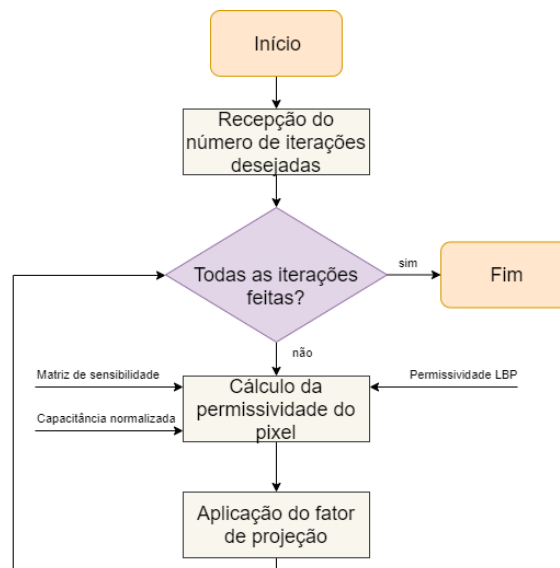 Início
Recepção do
número de iterações
desejadas
Todas as iterações
feitas?
sim
Fim
não
Matriz de sensibilidade
Capacitância normalizada
Cálculo da
permissividade do
pixel
Permissividade LBP
Aplicação do fator
de projeção